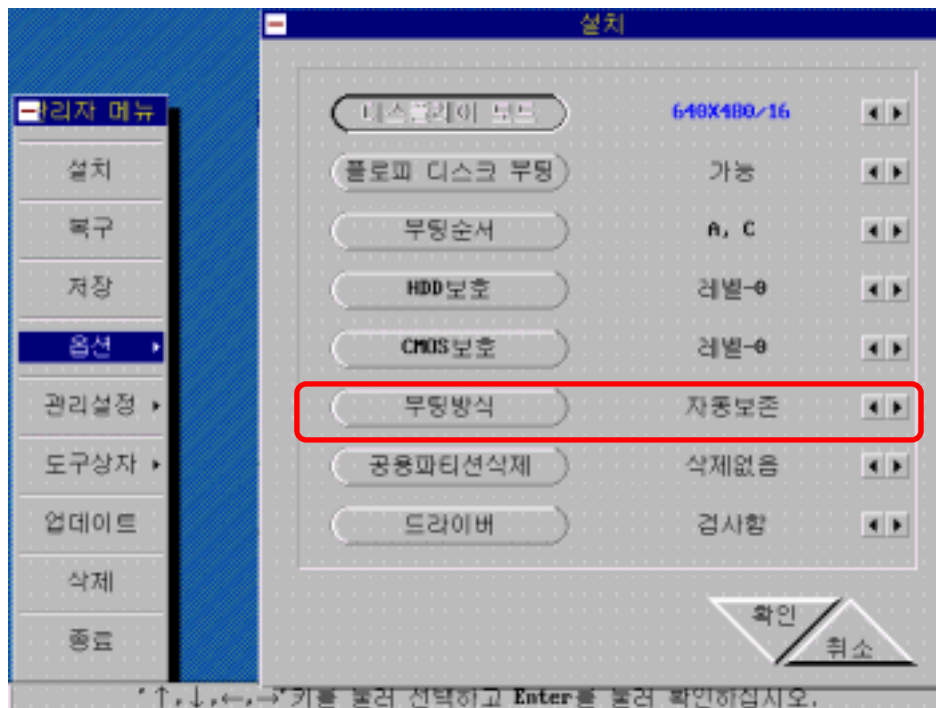 설치
관리자 메뉴
설치
복구
저장
옵션
관리설정
도구상자
업데이트
삭제
종료
디스플레이 모드 640X480/16
플로피 디스크 부팅 가능
부팅순서 A, C
HDD보호 레벨-0
CMOS보호 레벨-0
부팅방식 자동보존
공용파티션삭제 삭제없음
드라이버 검사함
확인
취소
'↑,↓,←,→'키를 눌러 선택하고 Enter를 눌러 확인하십시오.